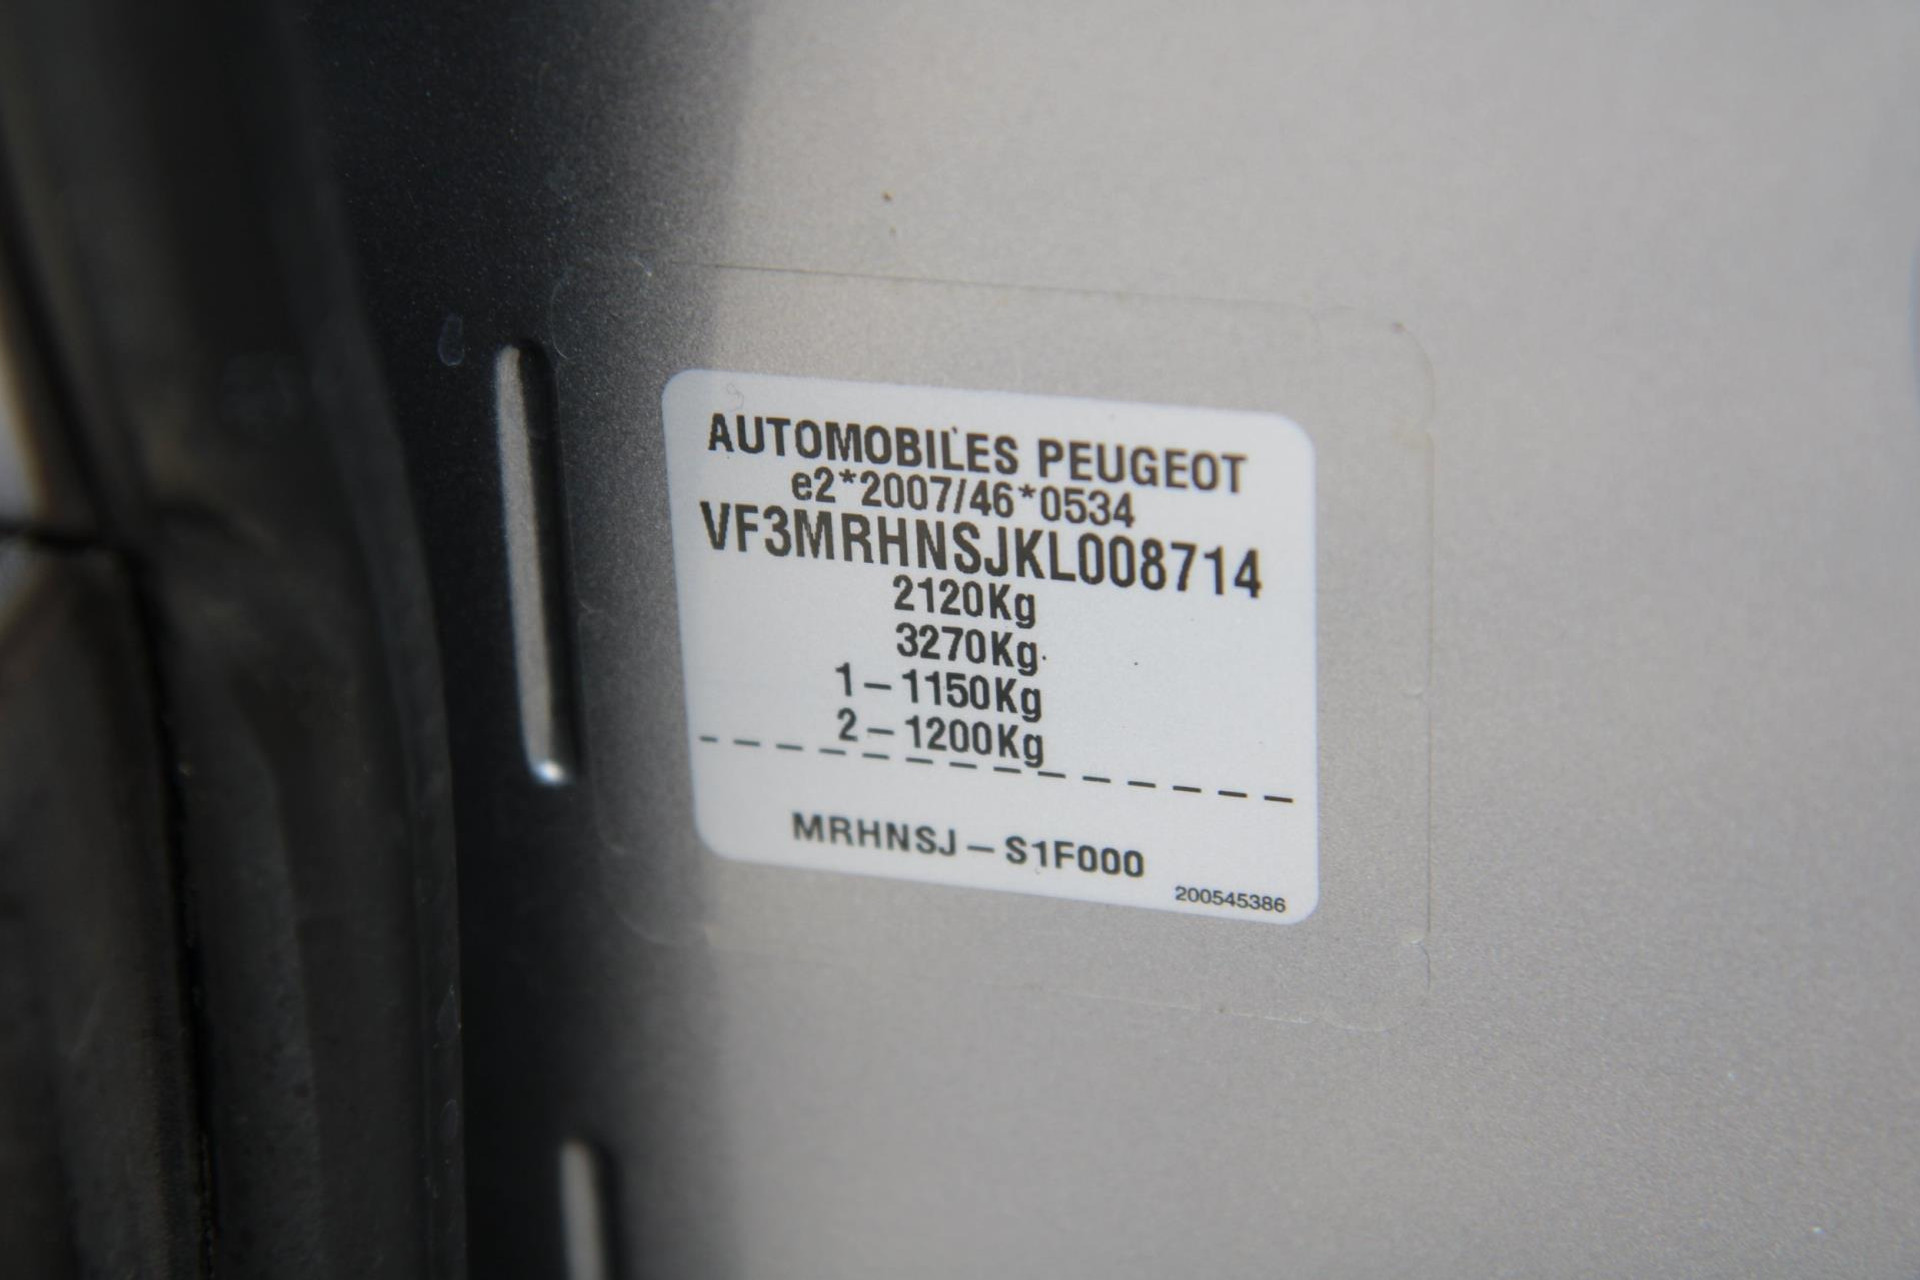 AUTOMOBILES PEUGEOT
e2*2007/46*0534
VF3MRHNSJKL008714
2120Kg
3270Kg
1-1150Kg
2-1200Kg
MRHNSJ-S1F000
200545386